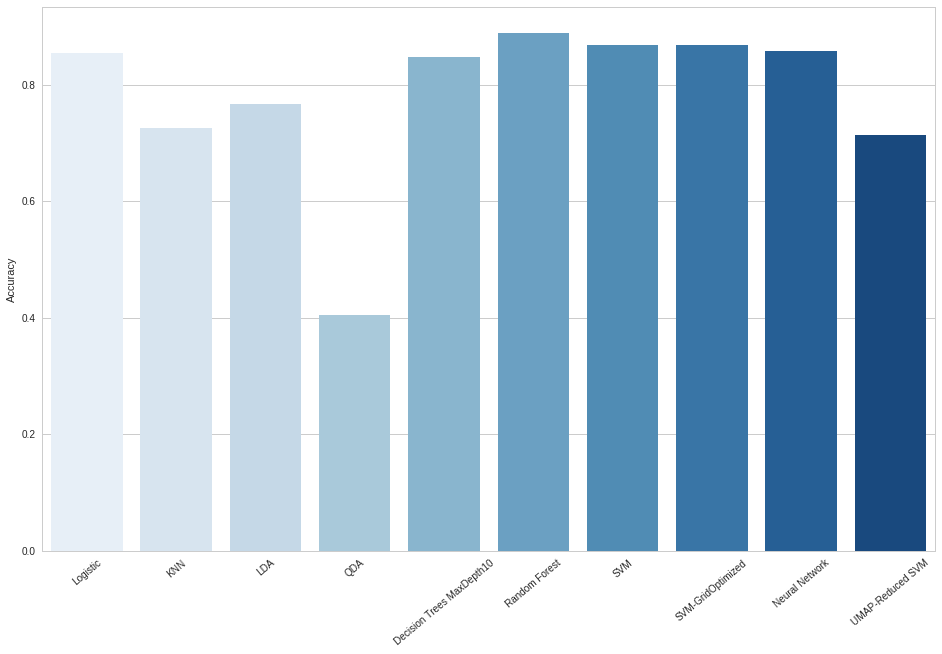 Accuracy
0.8
0.6
0.4
0.2
0.0
Logistic
KNN
LDA
QDA
Decision Trees MaxDepth10
Random Forest
SVM
SVM-GridOptimized
Neural Network
UMAP-Reduced SVM